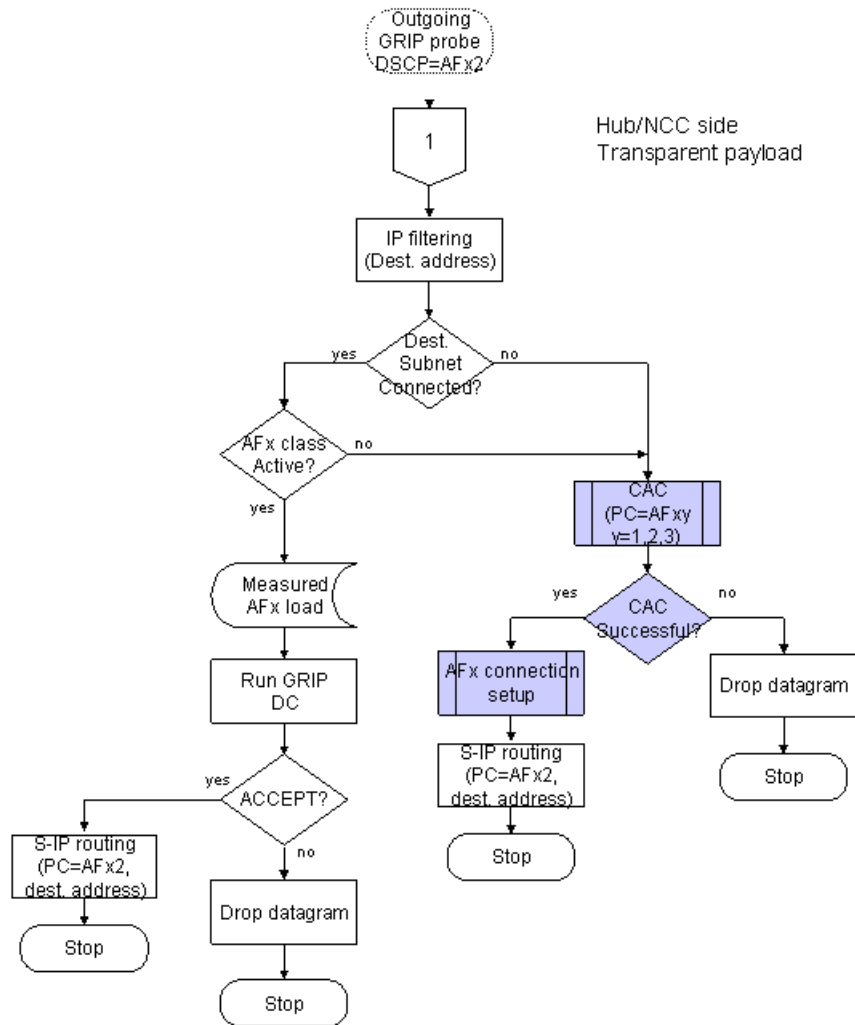 Outgoing
GRIP probe
DSCP=AFx2
1
Hub/NCC side
Transparent payload
IP filtering
(Dest. address)
Dest.
Subnet
Connected?
yes
no
AFx class
Active?
no
yes
CAC
(PC=AFxy
y=1,2,3)
Measured
AFx load
CAC
Successful?
yes
no
Run GRIP
DC
AFx connection
setup
Drop datagram
S-IP routing
(PC=AFx2,
dest. address)
Stop
ACCEPT?
yes
no
S-IP routing
(PC=AFx2,
dest. address)
Stop
Drop datagram
Stop
Stop